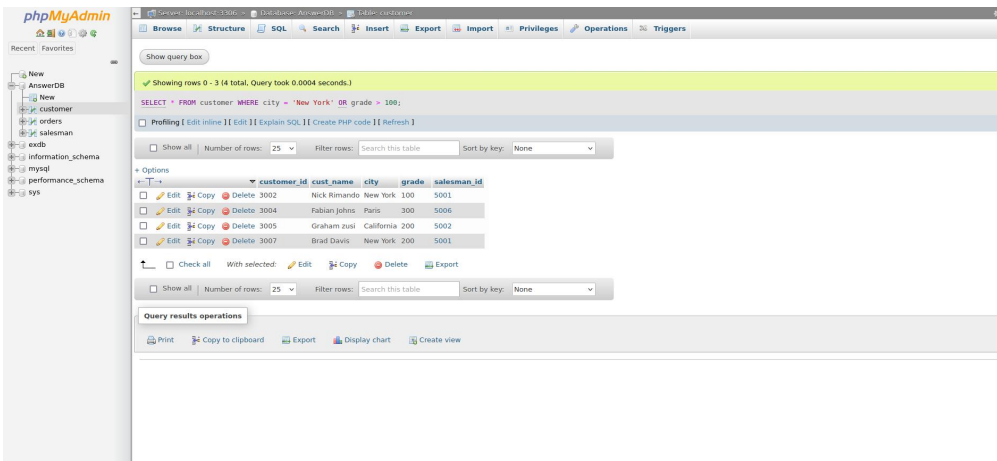 phpMyAdmin
Recent Favorites
New
AnswerDB
New
customer
orders
salesman
exdb
information_schema
mysql
performance_schema
sys
Server: localhost:3306 » Database: AnswerDB » Table: customer
Browse Structure SQL Search Insert Export Import Privileges Operations Triggers
Show query box
Showing rows 0 - 3 (4 total, Query took 0.0004 seconds.)
SELECT * FROM customer WHERE city = 'New York' OR grade > 100;
Profiling [ Edit inline ] [ Edit ] [ Explain SQL ] [ Create PHP code ] [ Refresh ]
Show all | Number of rows: 25 Filter rows: Search this table Sort by key: None
+ Options
←T→ customer_id cust_name city grade salesman_id
Edit Copy Delete 3002 Nick Rimando New York 100 5001
Edit Copy Delete 3004 Fabian Johns Paris 300 5006
Edit Copy Delete 3005 Graham zusi California 200 5002
Edit Copy Delete 3007 Brad Davis New York 200 5001
Check all With selected: Edit Copy Delete Export
Show all | Number of rows: 25 Filter rows: Search this table Sort by key: None
Query results operations
Print Copy to clipboard Export Display chart Create view